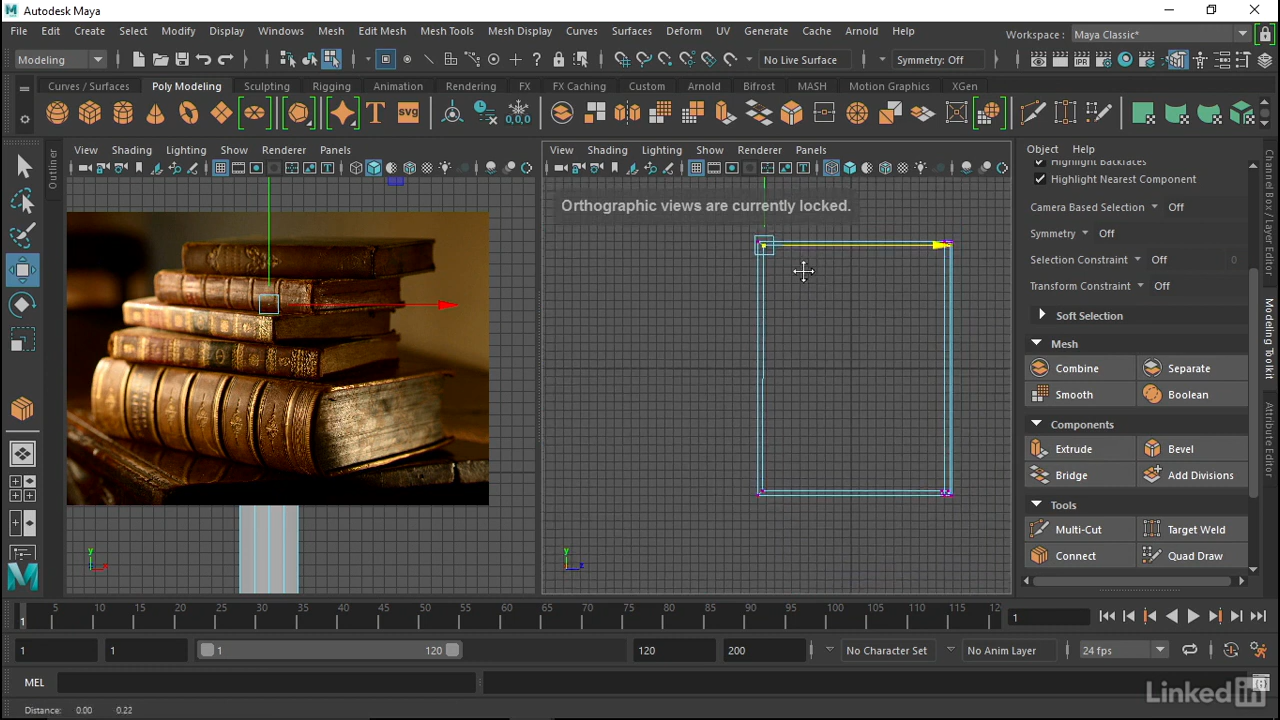 Autodesk Maya
File Edit Create Select Modify Display Windows Mesh Edit Mesh Mesh Tools Mesh Display Curves Surfaces Deform UV Generate Cache Arnold Help
Workspace : Maya Classic*
Modeling
No Live Surface
Symmetry: Off
Curves / Surfaces Poly Modeling Sculpting Rigging Animation Rendering FX FX Caching Custom Arnold Bifrost MASH Motion Graphics XGen
T SVG 0,0,0
View Shading Lighting Show Renderer Panels
View Shading Lighting Show Renderer Panels
Object Help
Outliner
Highlight Backfaces
Highlight Nearest Component
Orthographic views are currently locked.
Camera Based Selection Off
Symmetry Off
Selection Constraint Off 0
Transform Constraint Off
Soft Selection
Mesh
Combine Separate
Smooth Boolean
Components
Extrude Bevel
Bridge Add Divisions
Tools
Multi-Cut Target Weld
Connect Quad Draw
Channel Box / Layer Editor
Modeling Toolkit
Attribute Editor
y x
y z
1 5 10 15 20 25 30 35 40 45 50 55 60 65 70 75 80 85 90 95 100 105 110 115 12
1
1 1 1 120 120 200 No Character Set No Anim Layer 24 fps
MEL
Linked in
Distance: 0.00 0.22